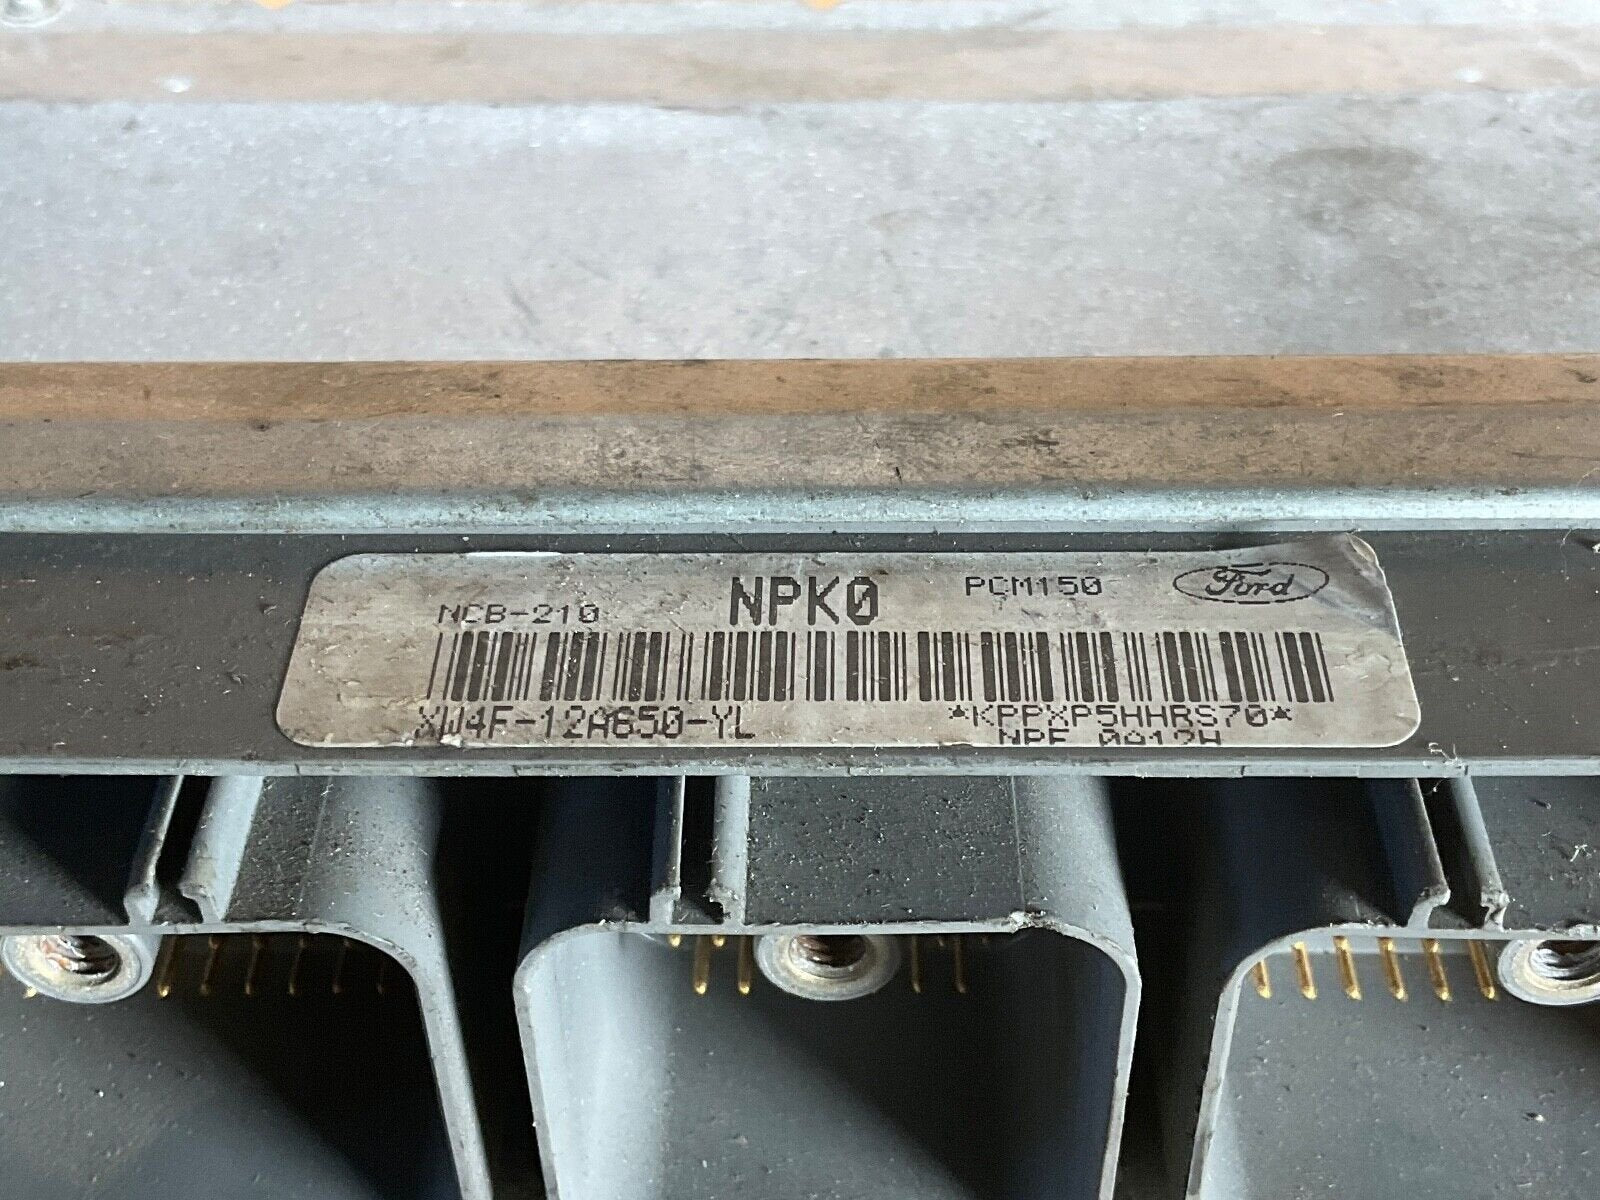 NCB-210 NPK0 PCM150 Ford
XW4F-12A650-YL *KPPXP5HHRS70*